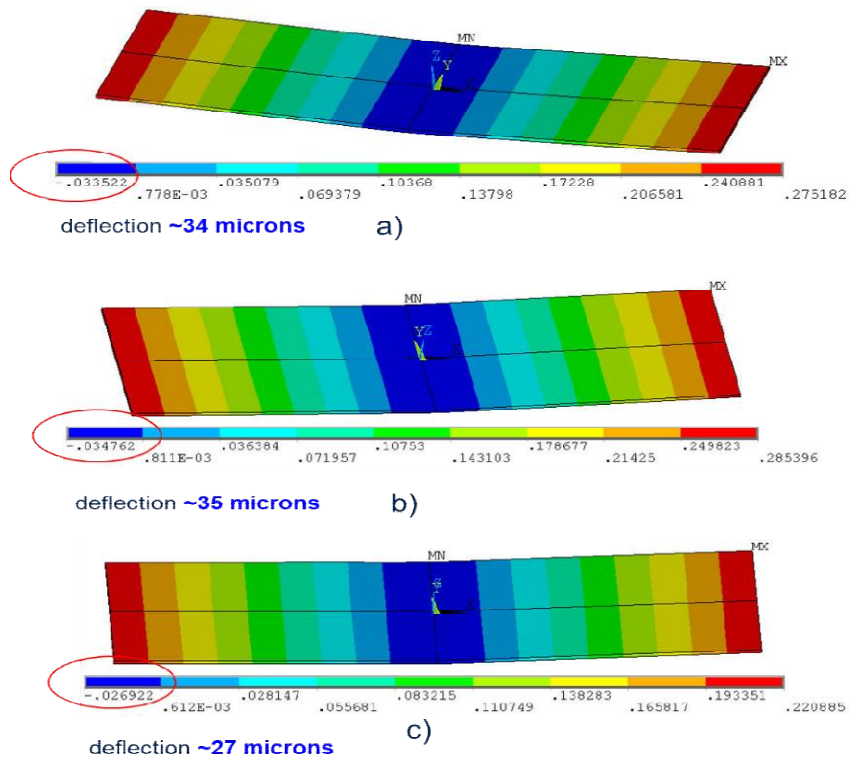 MN
MX
Z
Y
X
-.033522 .035079 .10368 .17228 .240881
.778E-03 .069379 .13798 .206581 .275182
deflection ~34 microns a)
MX
MN
YZ
X
-.034762 .036384 .10753 .178677 .249823
.811E-03 .071957 .143103 .21425 .285396
deflection ~35 microns b)
MN
MX
-.026922 .028147 .083215 .138283 .193351
.612E-03 .055681 .110749 .165817 .220885
c)
deflection ~27 microns